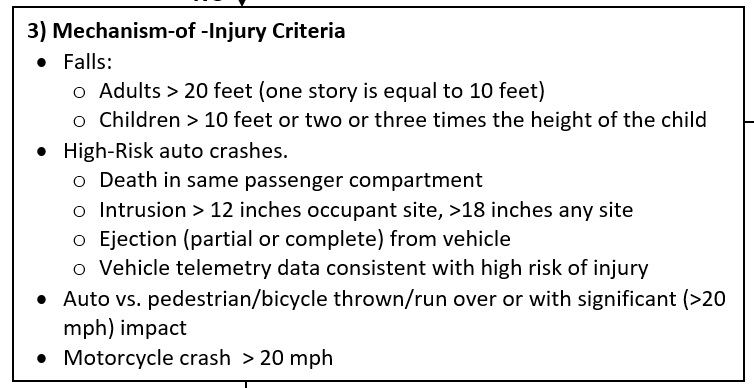 3) Mechanism-of -Injury Criteria
• Falls:
o Adults > 20 feet (one story is equal to 10 feet)
o Children > 10 feet or two or three times the height of the child
• High-Risk auto crashes.
o Death in same passenger compartment
o Intrusion > 12 inches occupant site, >18 inches any site
o Ejection (partial or complete) from vehicle
o Vehicle telemetry data consistent with high risk of injury
• Auto vs. pedestrian/bicycle thrown/run over or with significant (>20
mph) impact
• Motorcycle crash > 20 mph